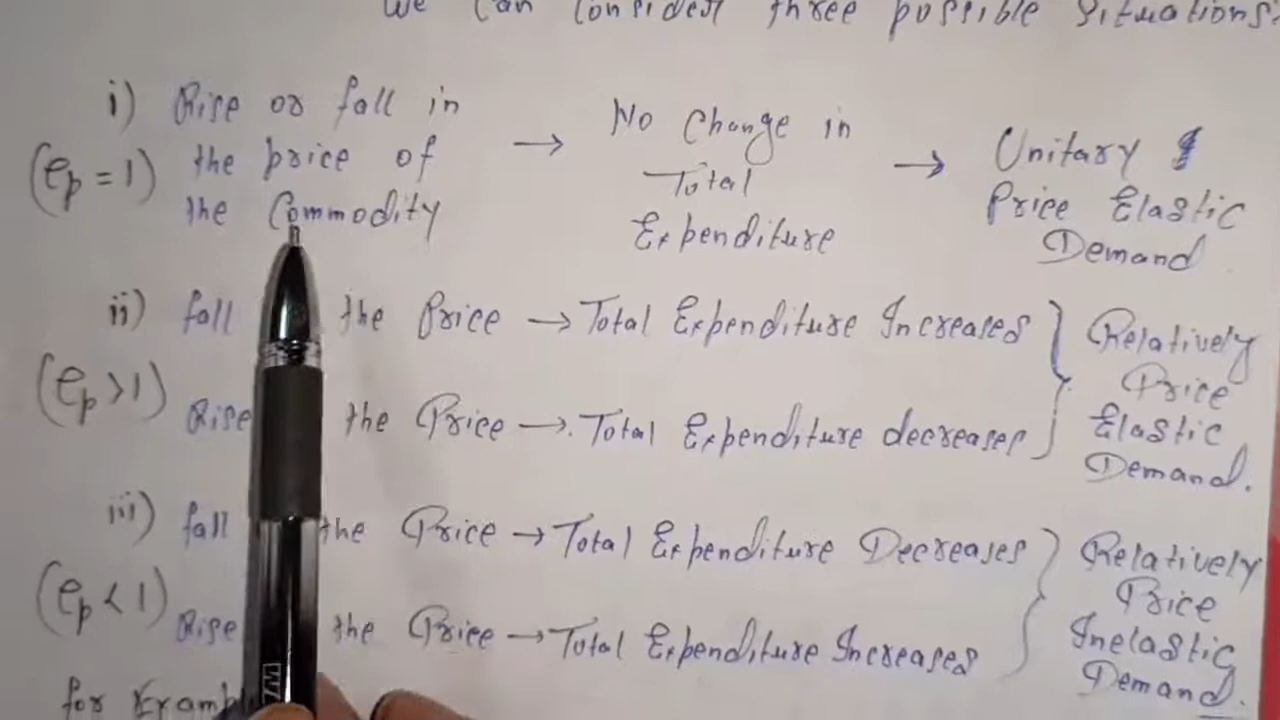 We Can Consider three possible Situations:
i) Rise or fall in
(ep = 1) the price of
the Commodity
→ No Change in
Total
Expenditure
→ Unitary
Price Elastic
Demand
ii) fall the Price → Total Expenditure Increases
(ep > 1) Rise the Price → Total Expenditure decreases
Relatively
Price
Elastic
Demand.
iii) fall the Price → Total Expenditure Decreases
(ep < 1) Rise the Price → Total Expenditure Increases
Relatively
Price
Inelastic
Demand.
for